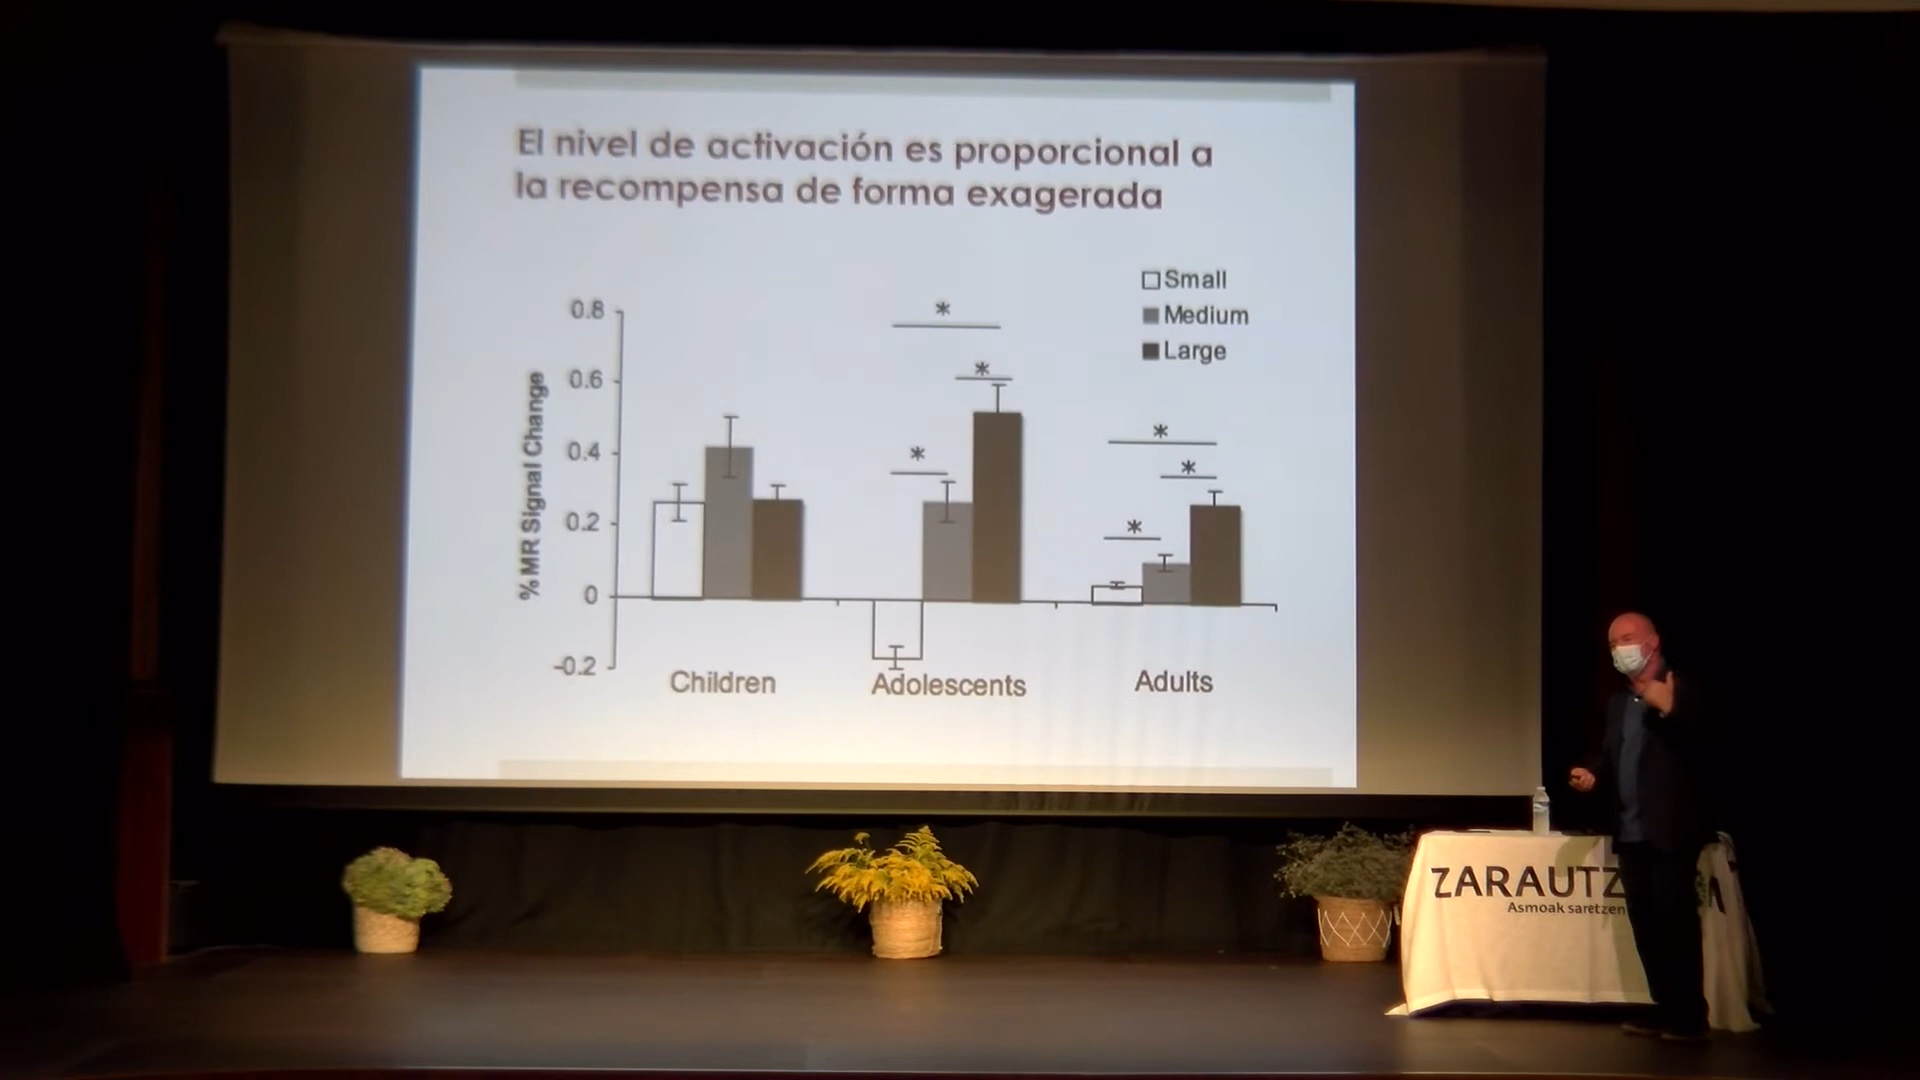 El nivel de activación es proporcional a
la recompensa de forma exagerada
Small
Medium
Large
% MR Signal Change
0.8
0.6
0.4
0.2
0
-0.2
*
*
*
*
*
*
Children
Adolescents
Adults
ZARAUTZ
Asmoak saretzen